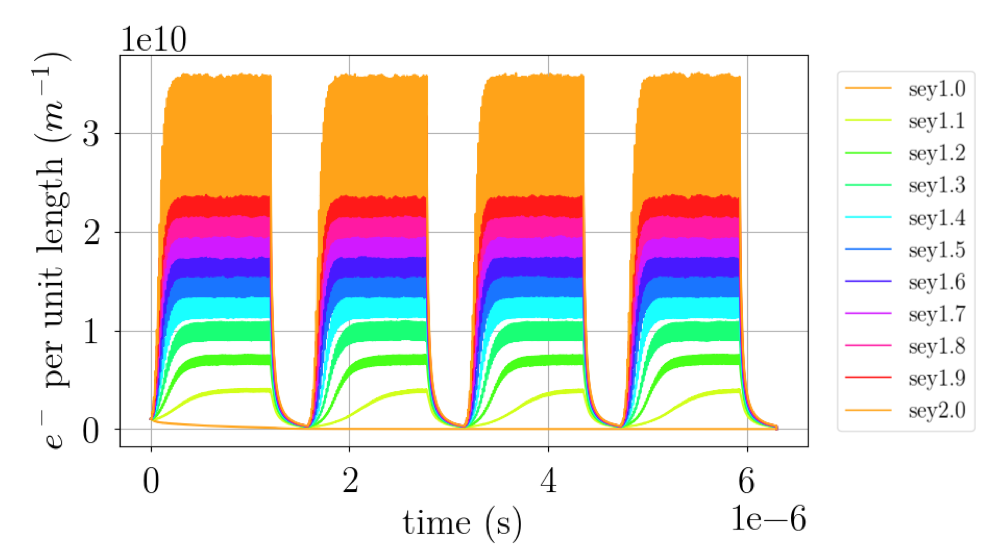 1e10
e⁻ per unit length (m⁻¹)
3
2
1
0
0 2 4 6
1e−6
time (s)
sey1.0
sey1.1
sey1.2
sey1.3
sey1.4
sey1.5
sey1.6
sey1.7
sey1.8
sey1.9
sey2.0